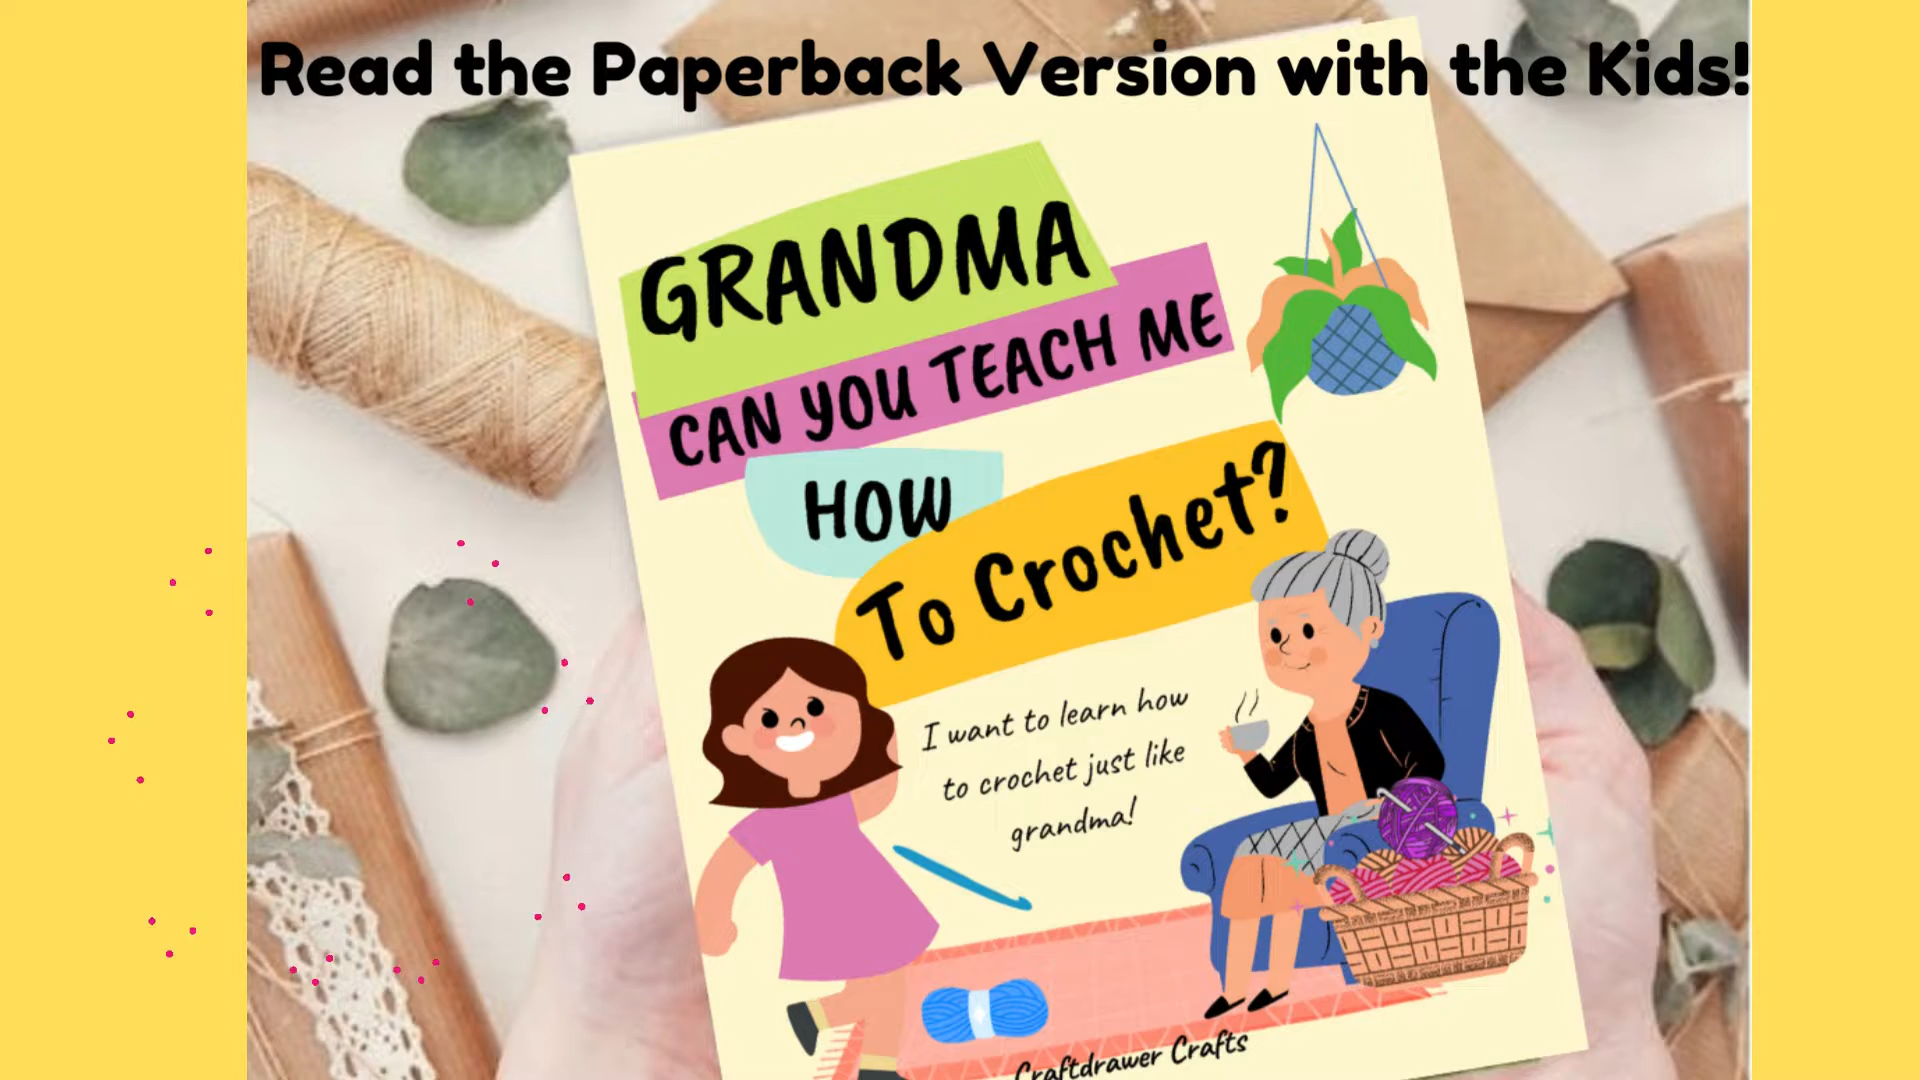 Read the Paperback Version with the Kids!
GRANDMA
CAN YOU TEACH ME
HOW
To Crochet?
I want to learn how
to crochet just like
grandma!
Craftdrawer Crafts